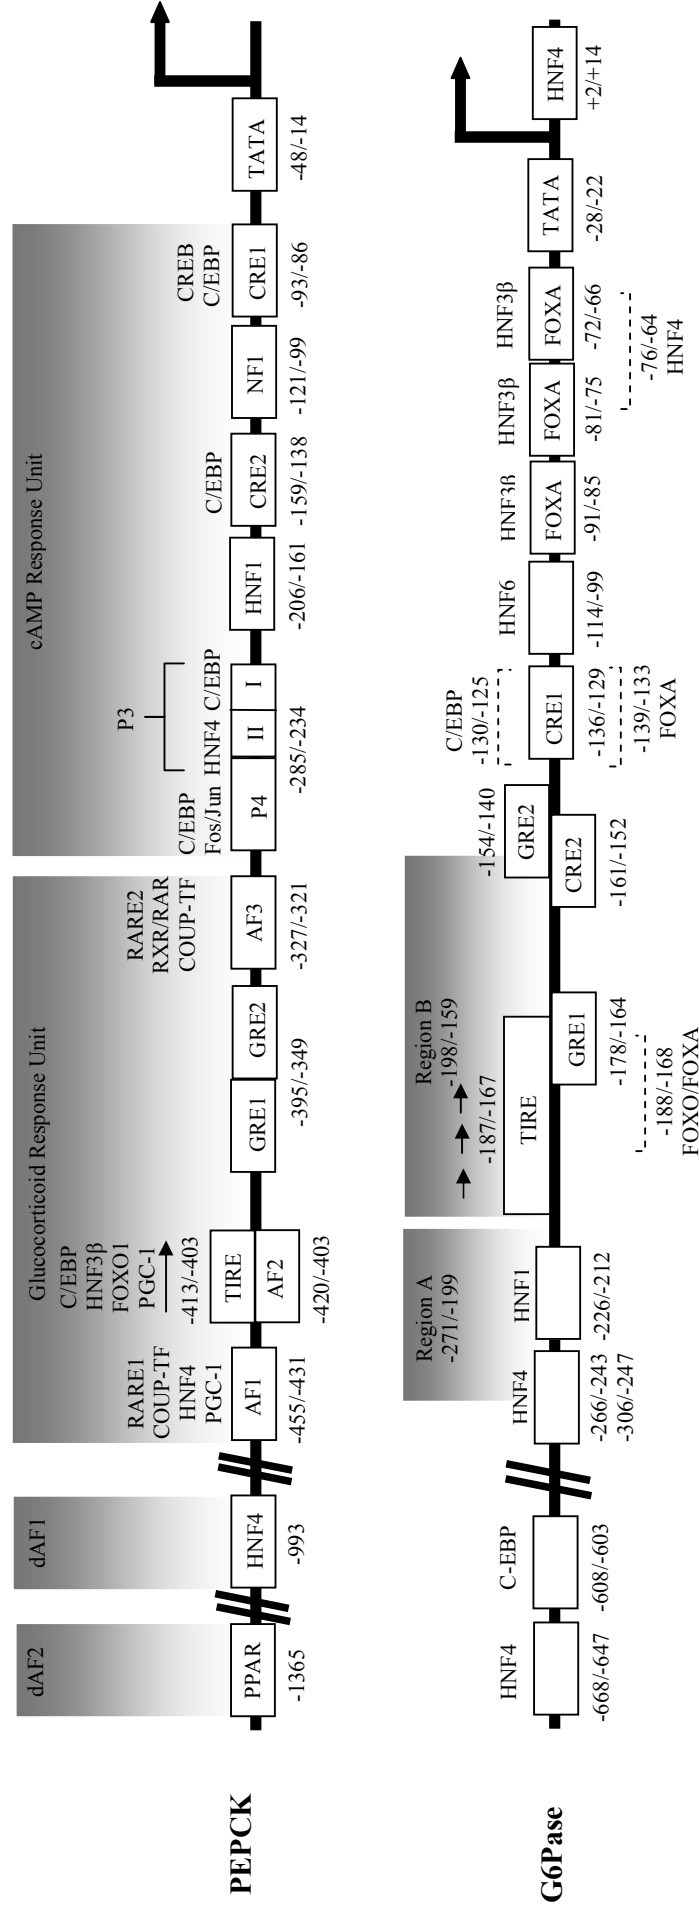 PEPCK
dAF2
PPAR
-1365
dAF1
HNF4
-993
Glucocorticoid Response Unit
RARE1
COUP-TF
HNF4
PGC-1
AF1
-455/-431
C/EBP
HNF3β
FOXO1
PGC-1
-413/-403
TIRE
AF2
-420/-403
GRE1
GRE2
-395/-349
RARE2
RXR/RAR
COUP-TF
AF3
-327/-321
cAMP Response Unit
C/EBP
Fos/Jun
P4
P3
HNF4 C/EBP
II
I
-285/-234
HNF1
-206/-161
C/EBP
CRE2
-159/-138
NF1
-121/-99
CREB
C/EBP
CRE1
-93/-86
TATA
-48/-14
G6Pase
HNF4
-668/-647
C-EBP
-608/-603
Region A
-271/-199
HNF4
-266/-243
-306/-247
HNF1
-226/-212
Region B
-198/-159
-187/-167
TIRE
GRE1
-178/-164
-188/-168
FOXO/FOXA
-154/-140
GRE2
CRE2
-161/-152
C/EBP
-130/-125
CRE1
-136/-129
-139/-133
FOXA
HNF6
-114/-99
HNF3β
FOXA
-91/-85
HNF3β
FOXA
-81/-75
HNF3β
FOXA
-72/-66
-76/-64
HNF4
TATA
-28/-22
HNF4
+2/+14